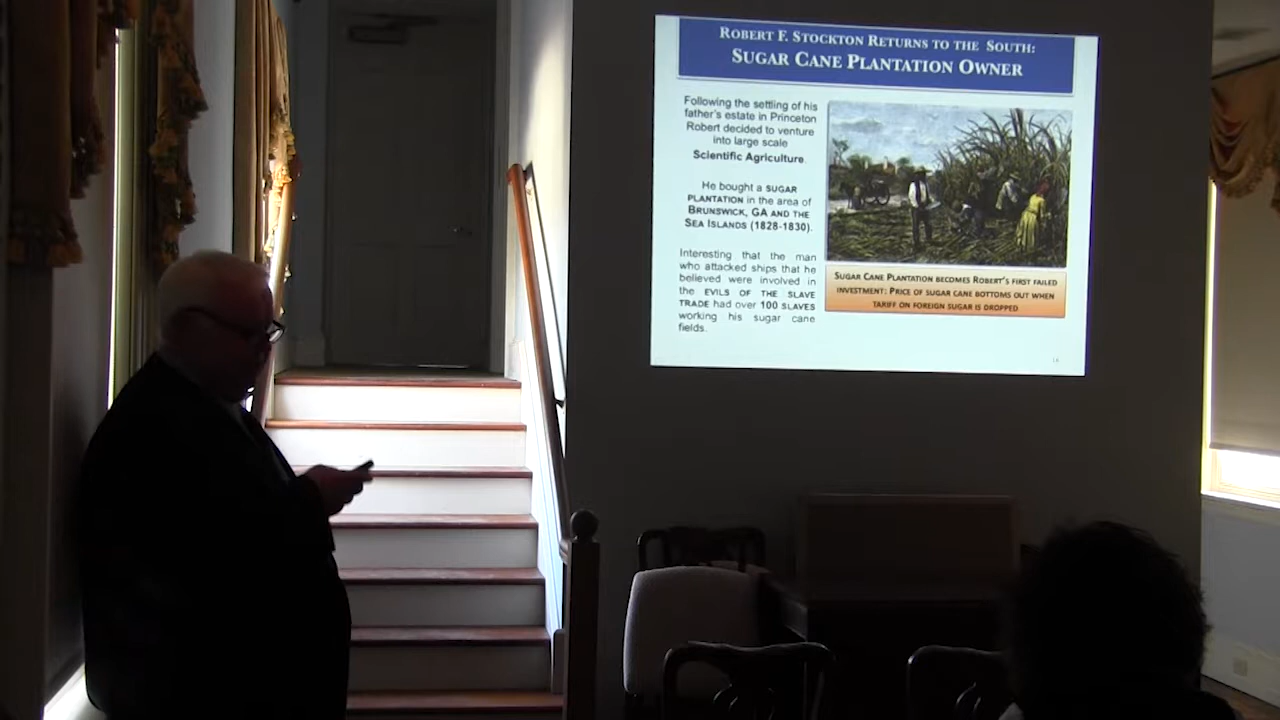 ROBERT F. STOCKTON RETURNS TO THE SOUTH:
SUGAR CANE PLANTATION OWNER
Following the settling of his
father's estate in Princeton
Robert decided to venture
into large scale
Scientific Agriculture.
He bought a SUGAR
PLANTATION in the area of
BRUNSWICK, GA AND THE
SEA ISLANDS (1828-1830).
Interesting that the man
who attacked ships that he
believed were involved in
the EVILS OF THE SLAVE
TRADE had over 100 SLAVES
working his sugar cane
fields.
SUGAR CANE PLANTATION BECOMES ROBERT'S FIRST FAILED
INVESTMENT: PRICE OF SUGAR CANE BOTTOMS OUT WHEN
TARIFF ON FOREIGN SUGAR IS DROPPED